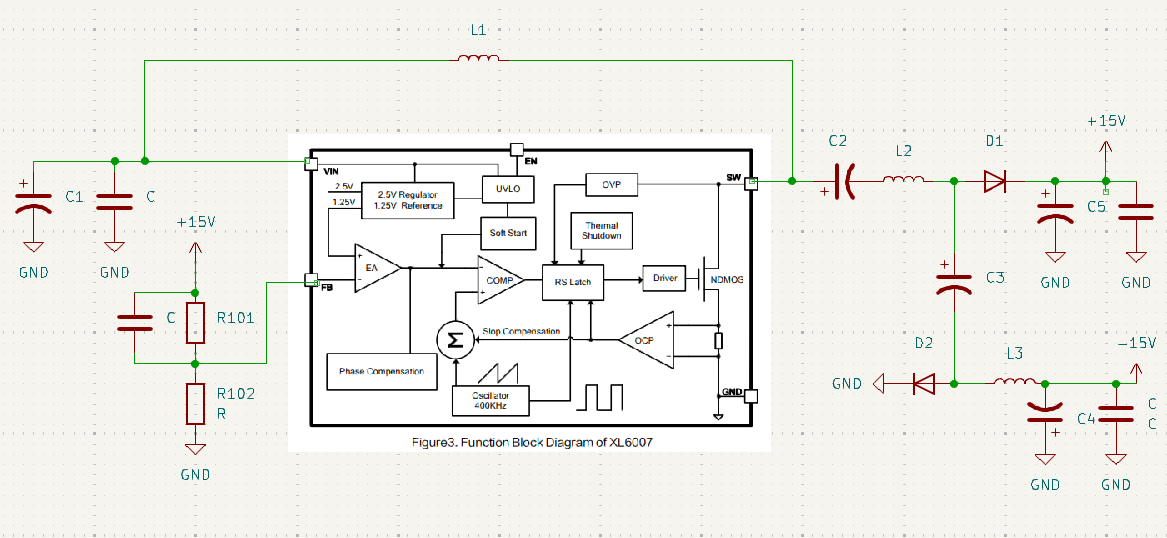 L1
C2
L2
D1
+15V
C1
C
GND
GND
+15V
C
R101
R102
R
GND
VIN
EN
SW
FB
GND
2.5V
1.25V
2.5V Regulator
1.25V Reference
UVLO
OVP
Soft Start
Thermal
Shutdown
EA
COMP
RS Latch
Driver
NDMOS
Σ
Slop Compensation
OCP
Phase Compensation
Oscillator
400KHz
Figure3. Function Block Diagram of XL6007
C5
GND
GND
C3
D2
GND
L3
-15V
C4
C
C
GND
GND